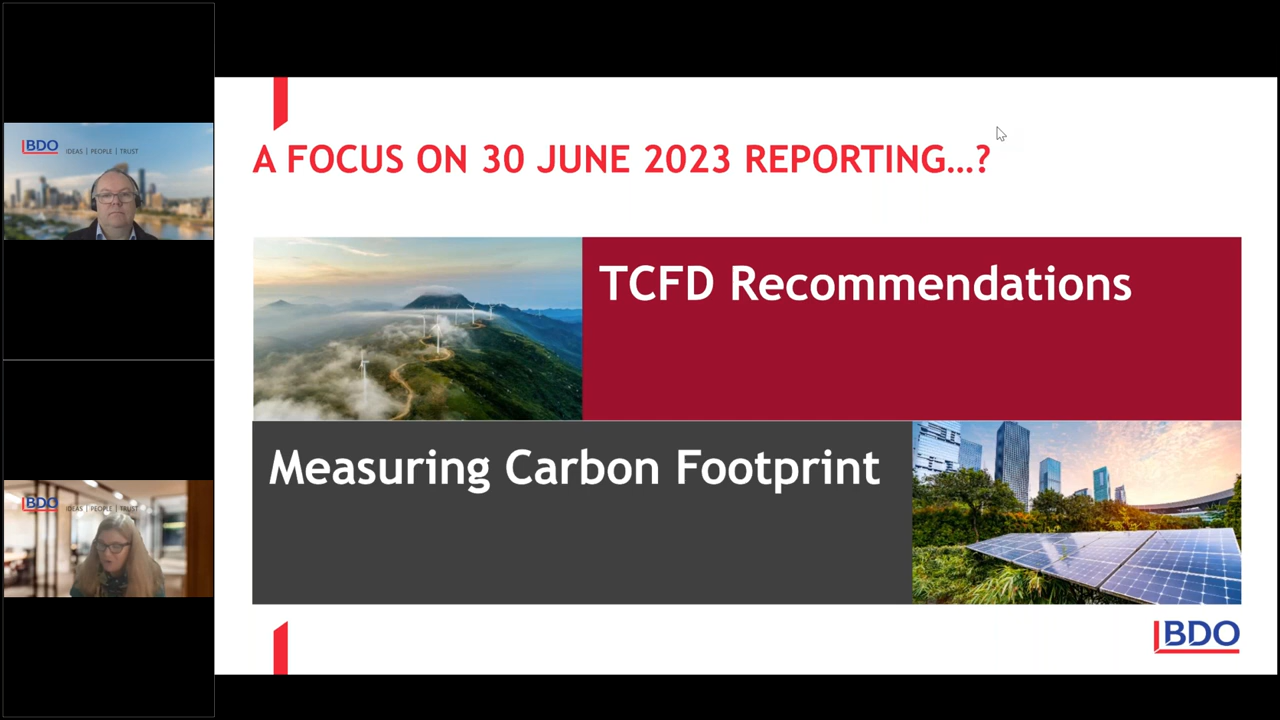 BDO
IDEAS | PEOPLE | TRUST
A FOCUS ON 30 JUNE 2023 REPORTING...?
TCFD Recommendations
Measuring Carbon Footprint
BDO
IDEAS | PEOPLE | TRUST
BDO